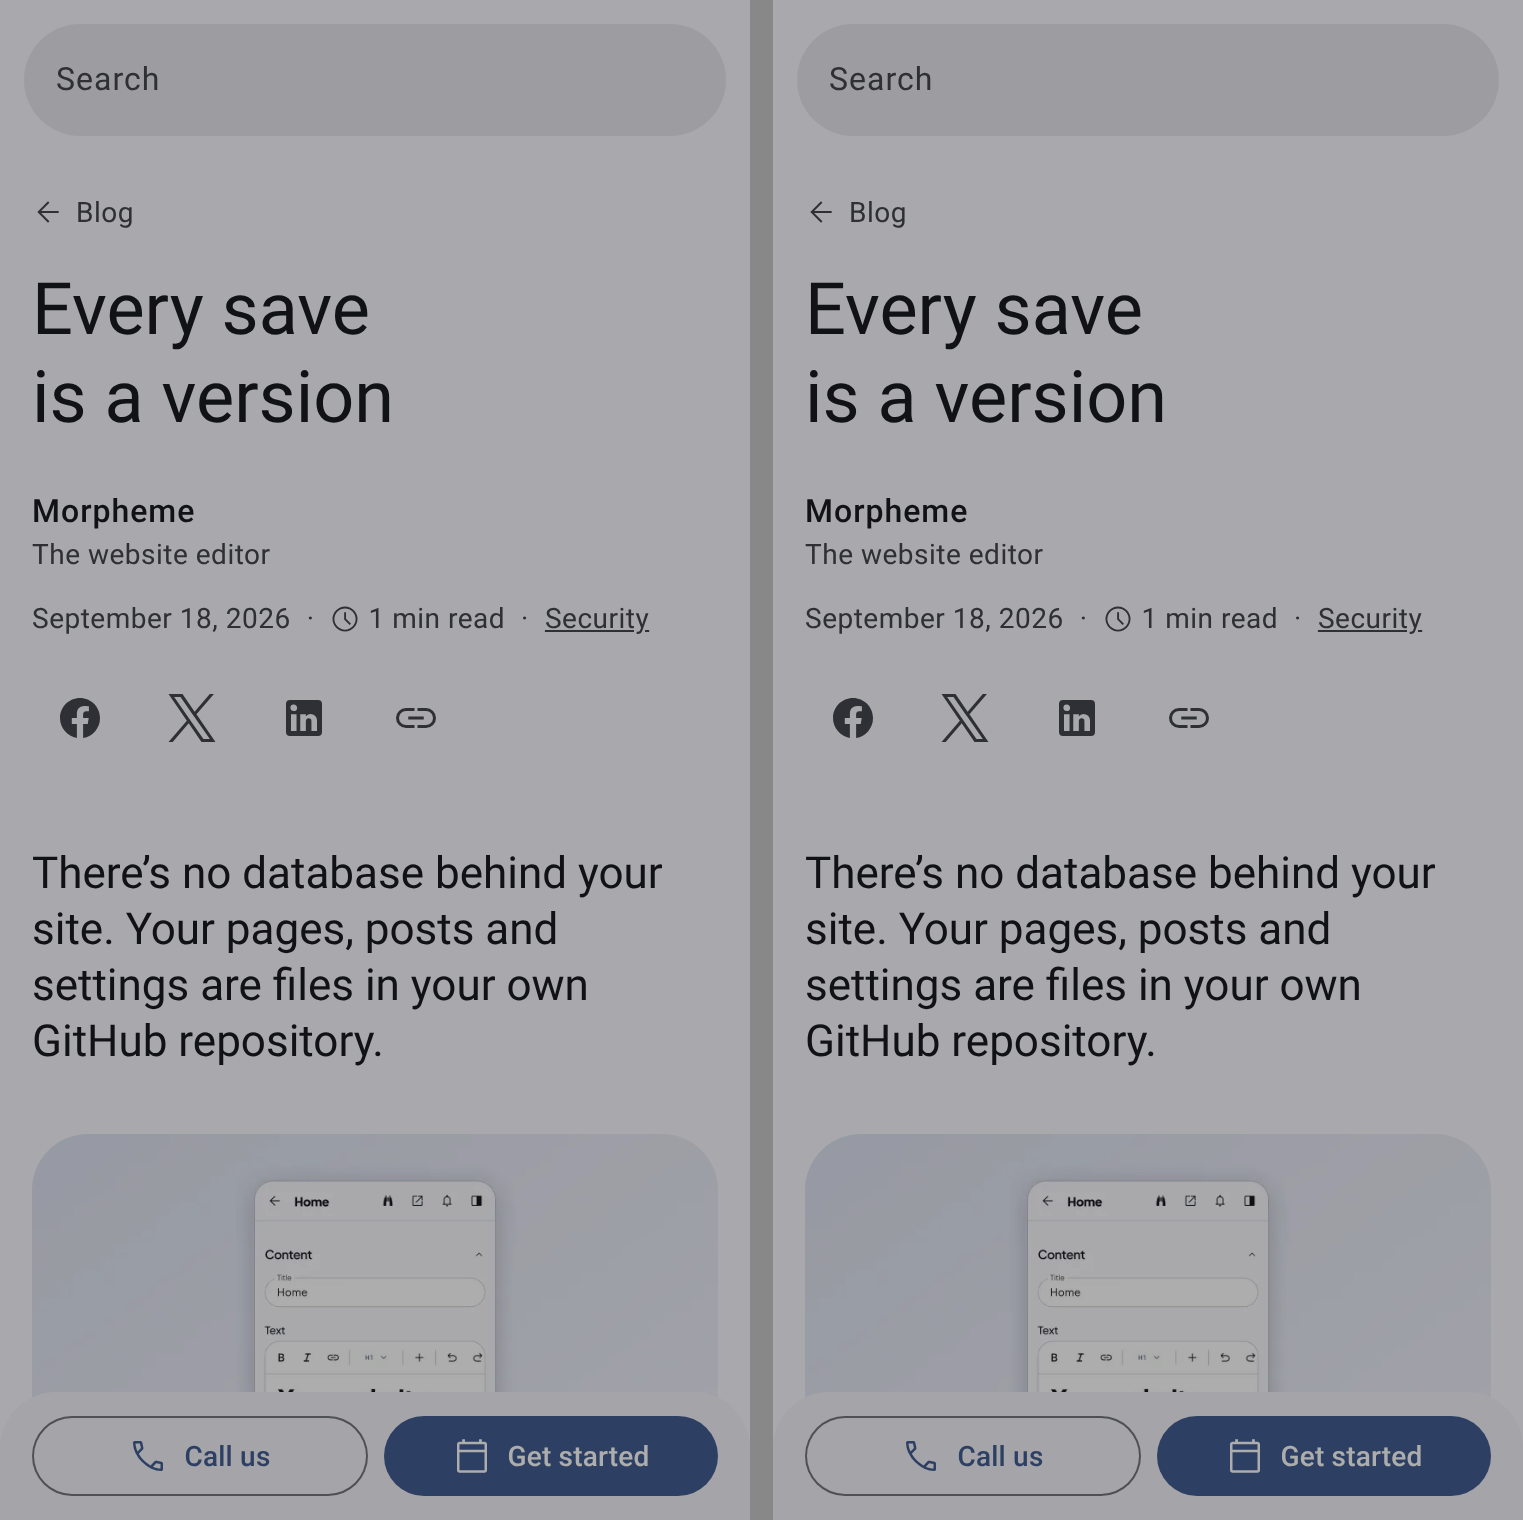 Search
Blog
Every save
is a version
Morpheme
The website editor
September 18, 2026 · 1 min read · Security
There’s no database behind your
site. Your pages, posts and
settings are files in your own
GitHub repository.
Home
Content
Title
Home
Text
B I H1
Call us
Get started
Search
Blog
Every save
is a version
Morpheme
The website editor
September 18, 2026 · 1 min read · Security
There’s no database behind your
site. Your pages, posts and
settings are files in your own
GitHub repository.
Home
Content
Title
Home
Text
B I H1
Call us
Get started